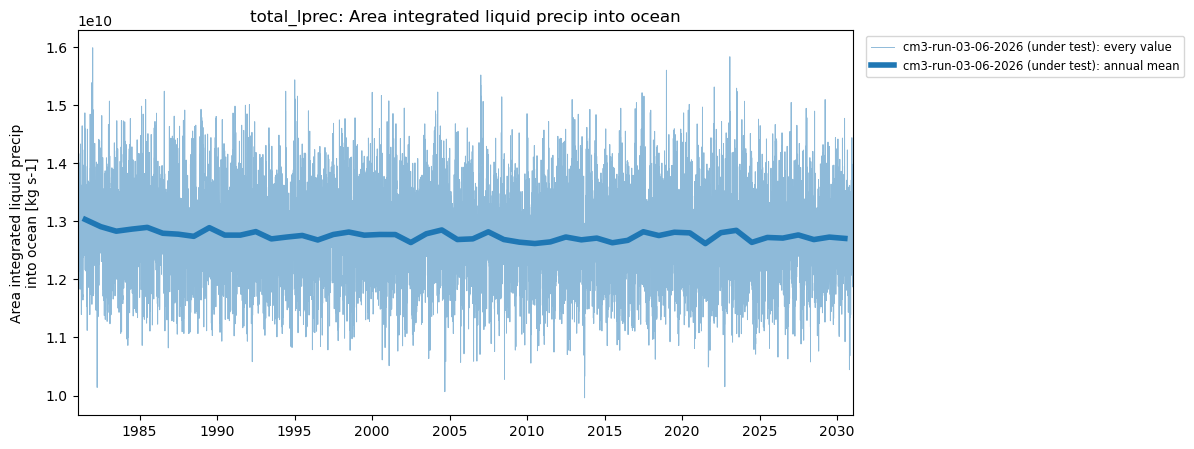 total_lprec: Area integrated liquid precip into ocean
1e10
1.6
1.5
1.4
1.3
1.2
1.1
1.0
Area integrated liquid precip
into ocean [kg s-1]
1985
1990
1995
2000
2005
2010
2015
2020
2025
2030
cm3-run-03-06-2026 (under test): every value
cm3-run-03-06-2026 (under test): annual mean